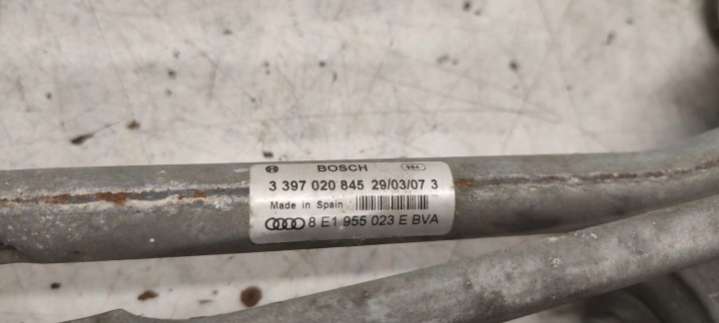 BOSCH
3 397 020 845 29/03/07 3
Made in Spain
8 E1 955 023 E BVA